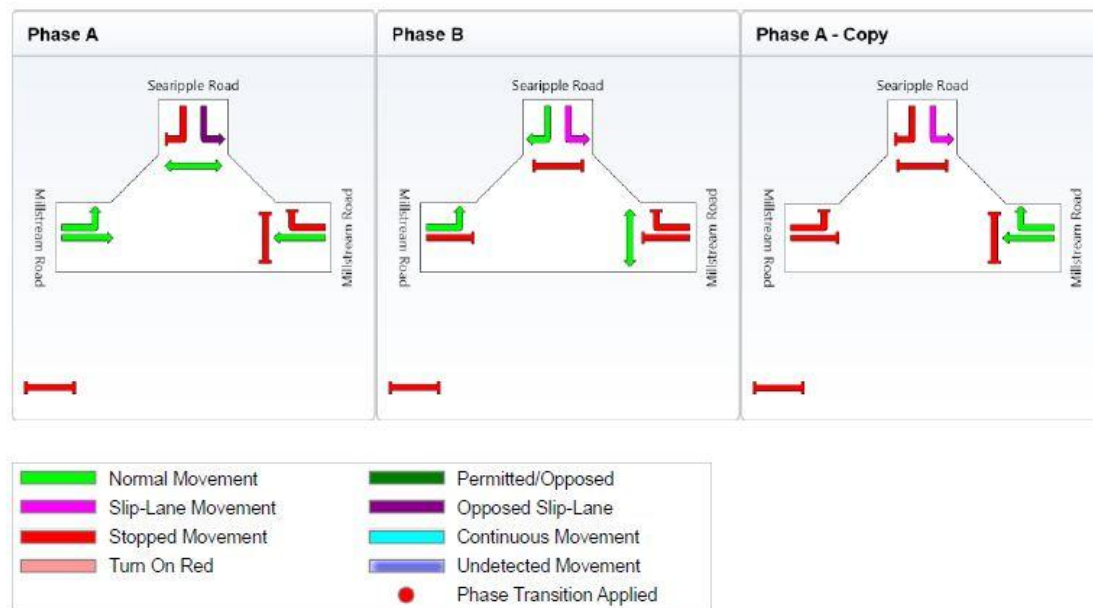 Phase A
Phase B
Phase A - Copy
Searipple Road
Searipple Road
Searipple Road
Millstream Road
Millstream Road
Millstream Road
Millstream Road
Millstream Road
Millstream Road
Normal Movement
Permitted/Opposed
Slip-Lane Movement
Opposed Slip-Lane
Stopped Movement
Continuous Movement
Turn On Red
Undetected Movement
Phase Transition Applied